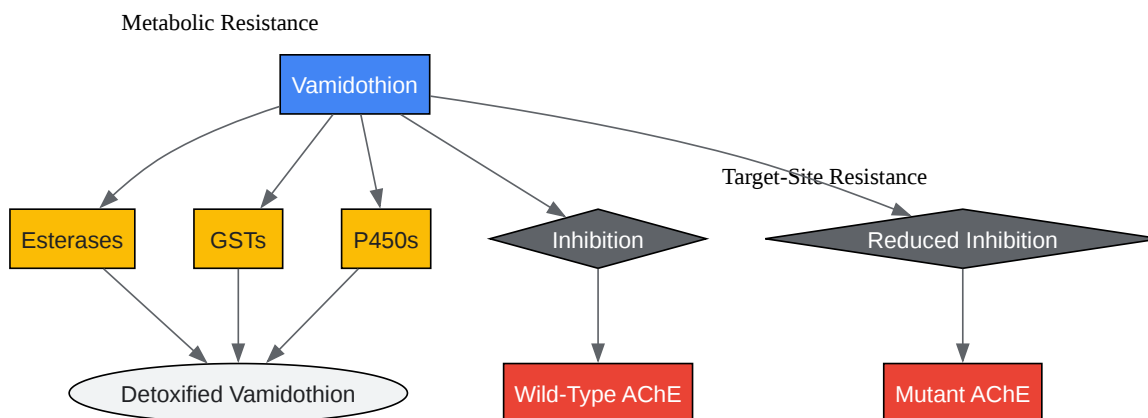 Metabolic Resistance
Vamidothion
Target-Site Resistance
Esterases
GSTs
P450s
Inhibition
Reduced Inhibition
Detoxified Vamidothion
Wild-Type AChE
Mutant AChE